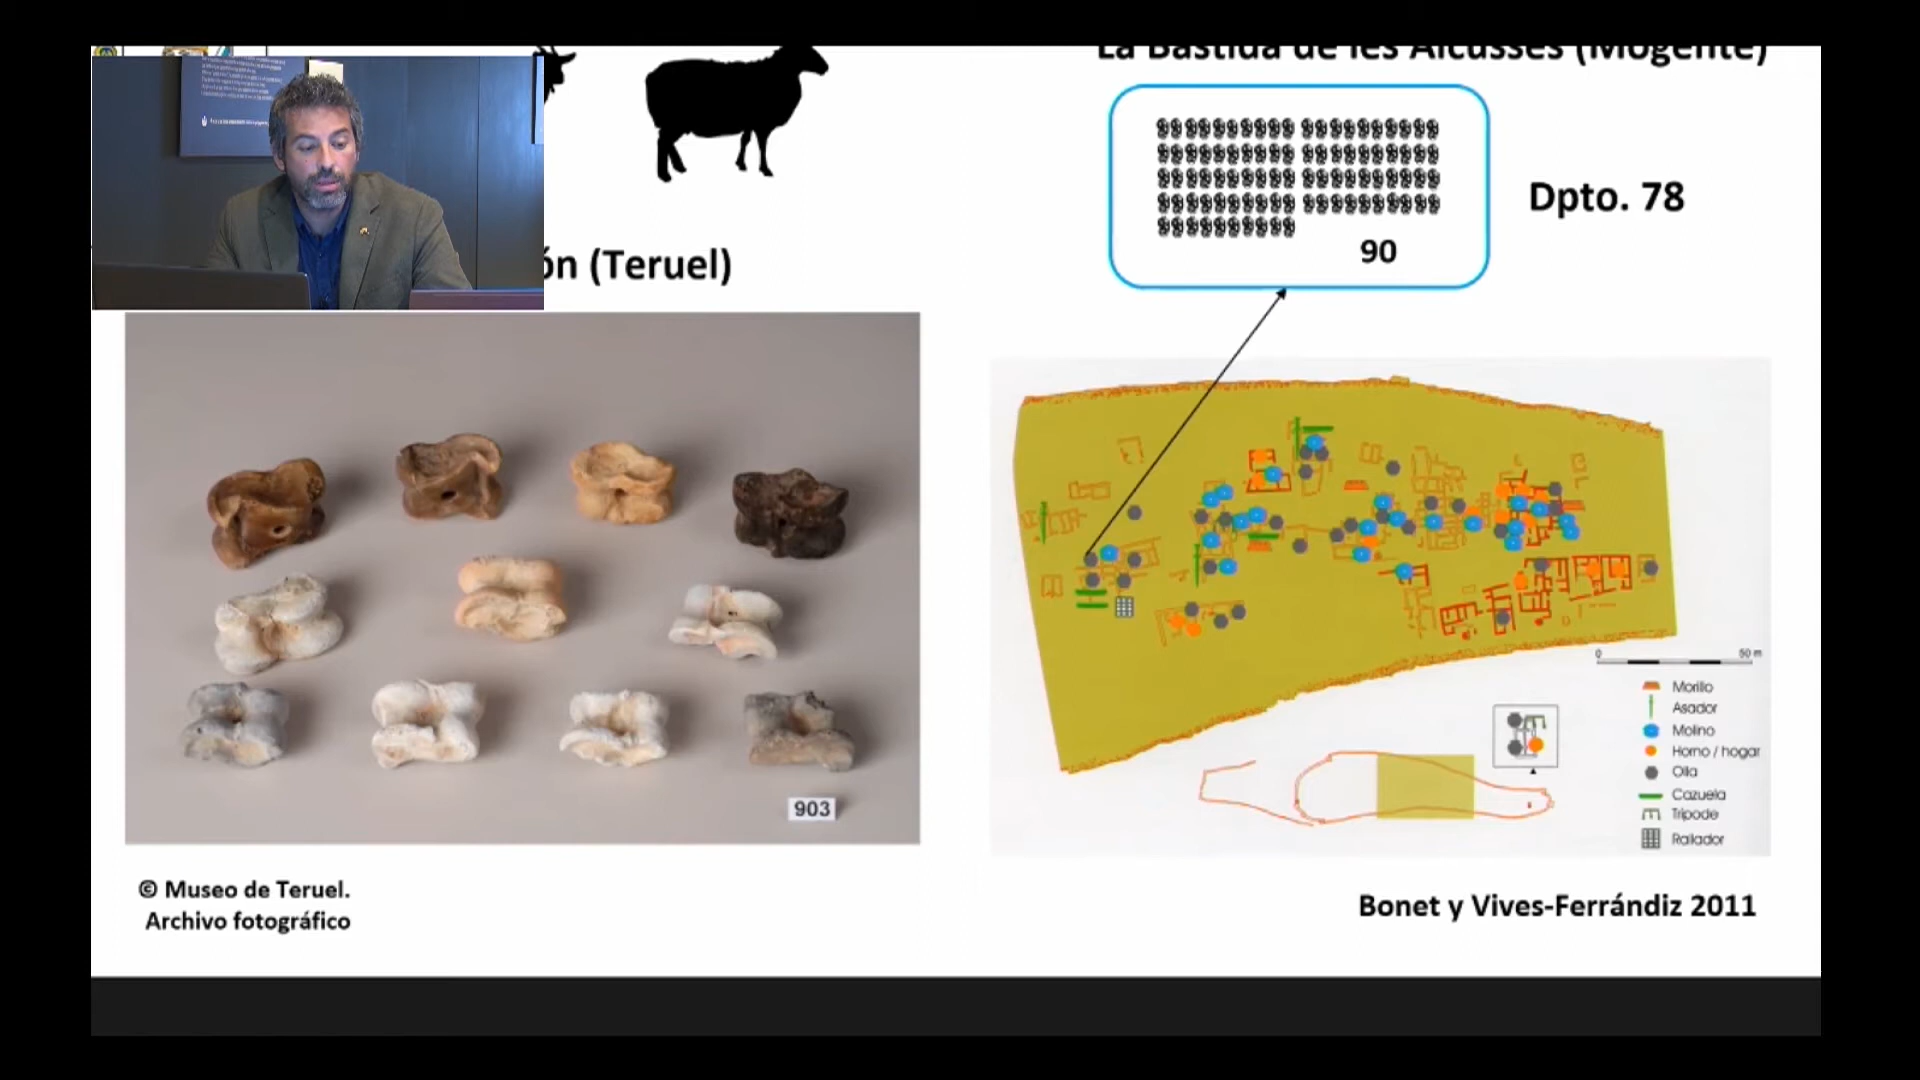 La Bastida de les Alcusses (Mogente)
90
Dpto. 78
ón (Teruel)
903
© Museo de Teruel.
Archivo fotográfico
0 50 m
Morillo
Asador
Molino
Horno / hogar
Olla
Cazuela
Trípode
Rallador
Bonet y Vives-Ferrándiz 2011